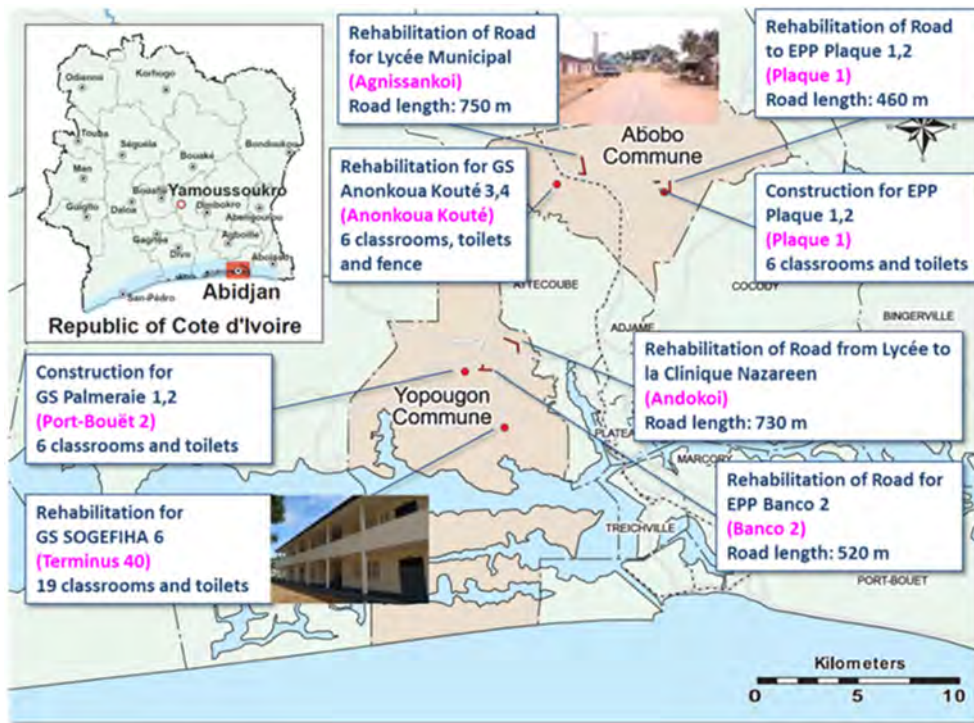 Rehabilitation of Road
for Lycée Municipal
(Agnissankoi)
Road length: 750 m
Rehabilitation of Road
to EPP Plaque 1,2
(Plaque 1)
Road length: 460 m
Abobo
Commune
Rehabilitation for GS
Anonkoua Kouté 3,4
(Anonkoua Kouté)
6 classrooms, toilets
and fence
Construction for EPP
Plaque 1,2
(Plaque 1)
6 classrooms and toilets
Odienné
Korhogo
Touba
Séguéla
Bouaké
Bondoukou
Man
Yamoussoukro
Bouaflé
Daloa
Dimbokro
Guiglo
Abengourou
Gagnoa
Agboville
Divo
Aboisso
San-Pédro
Abidjan
Republic of Cote d'Ivoire
ATTECOUBE
COCODY
ADJAME
BINGERVILLE
Construction for
GS Palmeraie 1,2
(Port-Bouët 2)
6 classrooms and toilets
Yopougon
Commune
Rehabilitation of Road from Lycée to
la Clinique Nazareen
(Andokoi)
Road length: 730 m
PLATEA
MARCORY
Rehabilitation for
GS SOGEFIHA 6
(Terminus 40)
19 classrooms and toilets
TREICHVILLE
Rehabilitation of Road for
EPP Banco 2
(Banco 2)
Road length: 520 m
PORT-BOUET
Kilometers
0 5 10